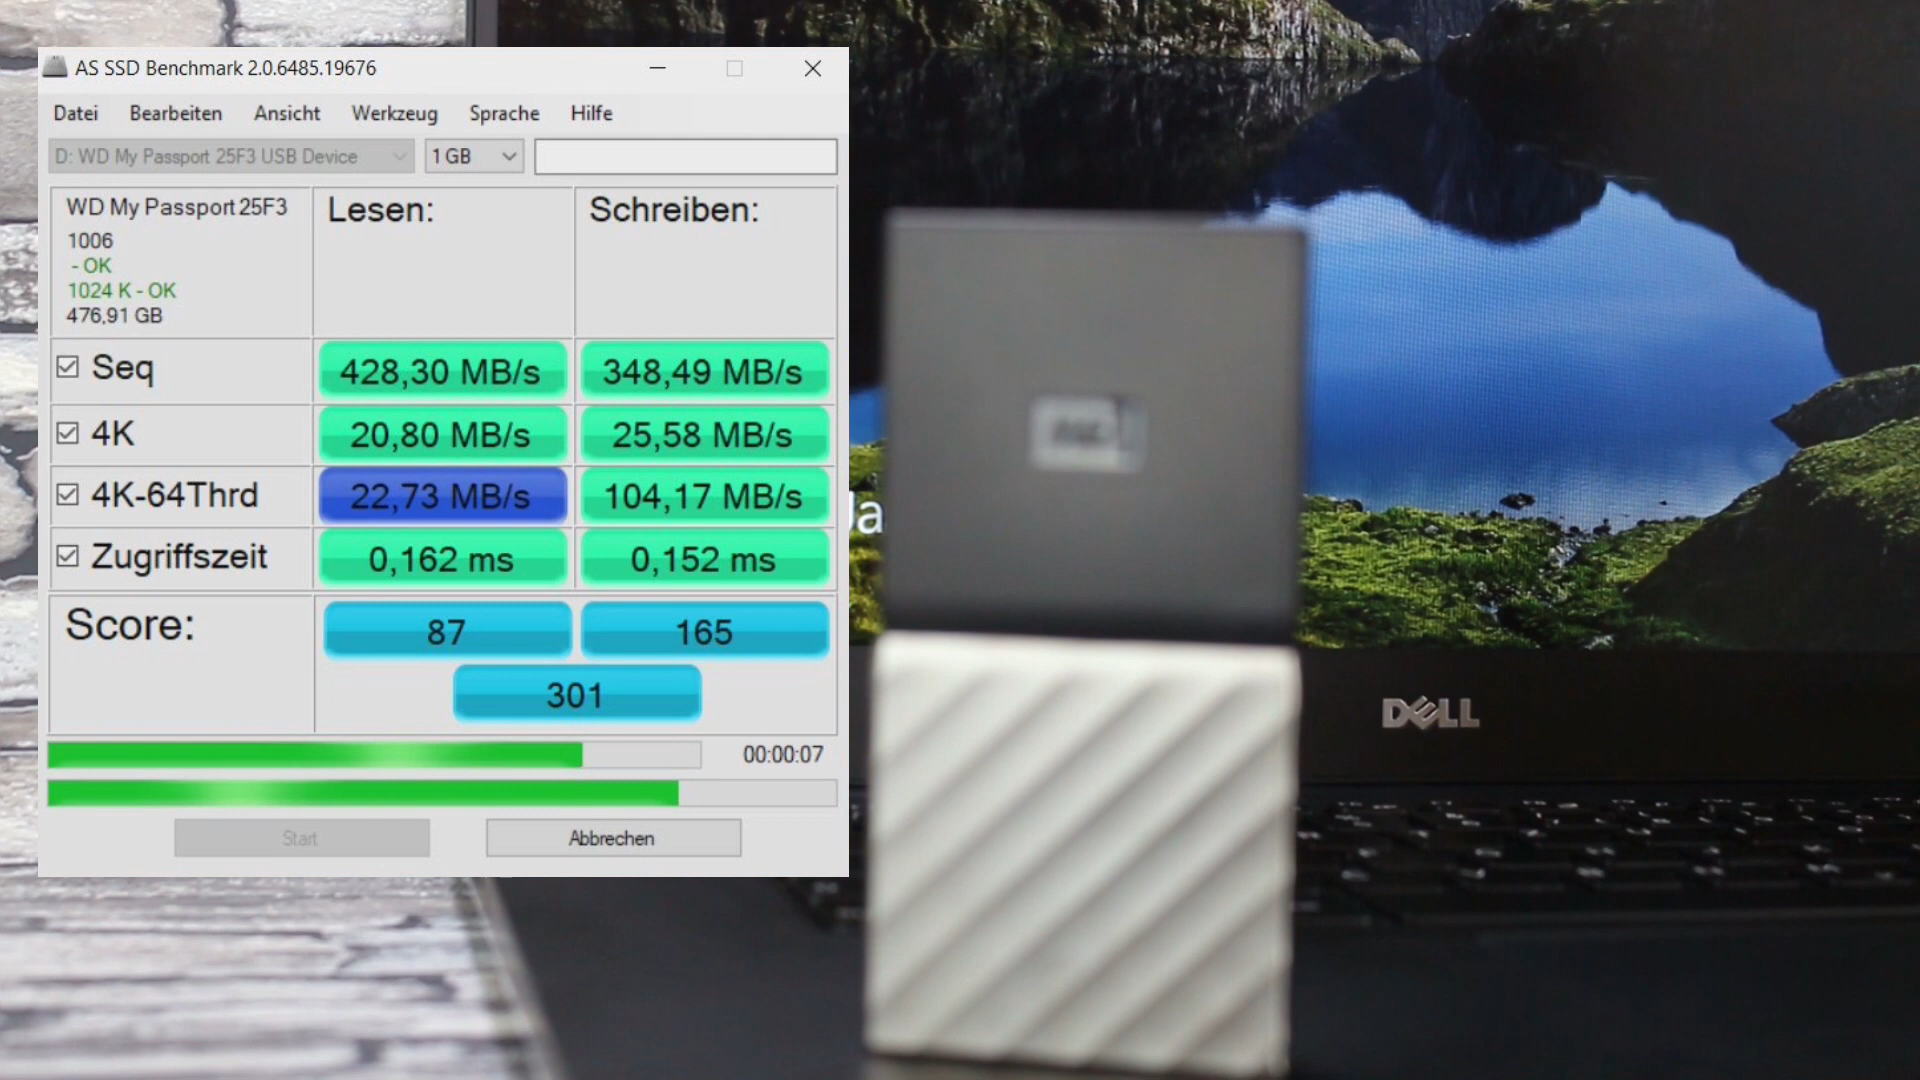 AS SSD Benchmark 2.0.6485.19676
Datei Bearbeiten Ansicht Werkzeug Sprache Hilfe
D: WD My Passport 25F3 USB Device 1 GB
WD My Passport 25F3
1006
- OK
1024 K - OK
476,91 GB
Lesen: Schreiben:
Seq 428,30 MB/s 348,49 MB/s
4K 20,80 MB/s 25,58 MB/s
4K-64Thrd 22,73 MB/s 104,17 MB/s
Zugriffszeit 0,162 ms 0,152 ms
Score: 87 165
301
00:00:07
Start Abbrechen
Ja
DELL